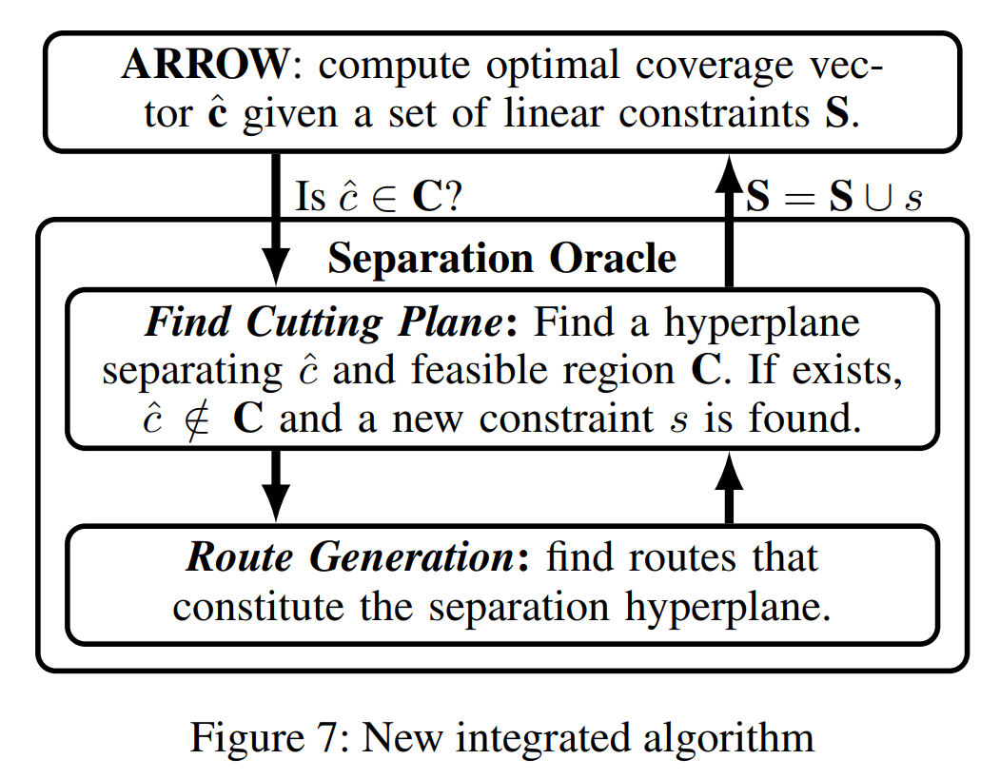 ARROW: compute optimal coverage vec-
tor ĉ given a set of linear constraints S.
Is ĉ ∈ C?
S = S ∪ s
Separation Oracle
Find Cutting Plane: Find a hyperplane
separating ĉ and feasible region C. If exists,
ĉ ∉ C and a new constraint s is found.
Route Generation: find routes that
constitute the separation hyperplane.
Figure 7: New integrated algorithm